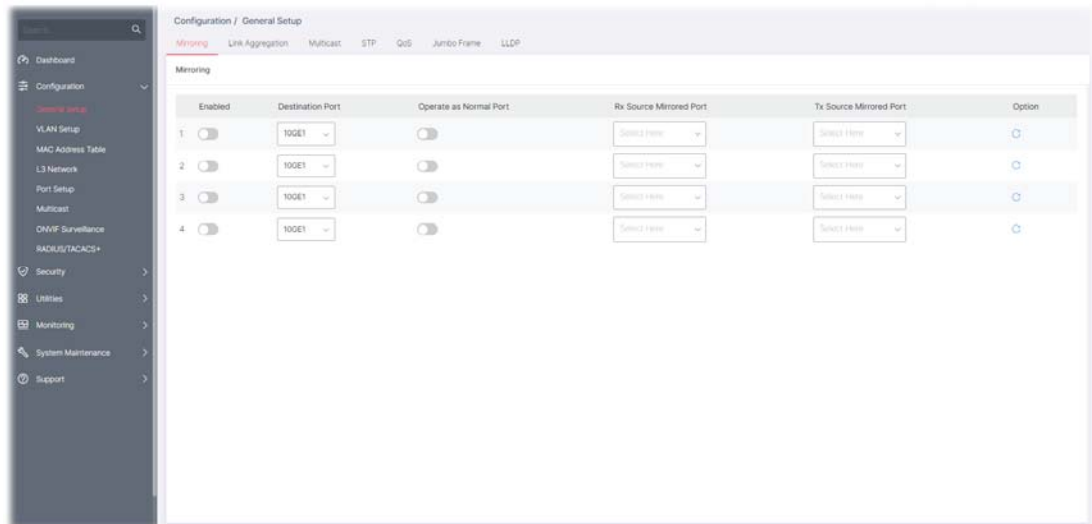 Search
Configuration / General Setup
Mirroring Link Aggregation Multicast STP QoS Jumbo Frame LLDP
Dashboard
Configuration
General Setup
VLAN Setup
MAC Address Table
L3 Network
Port Setup
Multicast
ONVIF Surveillance
RADIUS/TACACS+
Security
Utilities
Monitoring
System Maintenance
Support
Mirroring
Enabled Destination Port Operate as Normal Port Rx Source Mirrored Port Tx Source Mirrored Port Option
1 10GE1 Select Here Select Here
2 10GE1 Select Here Select Here
3 10GE1 Select Here Select Here
4 10GE1 Select Here Select Here